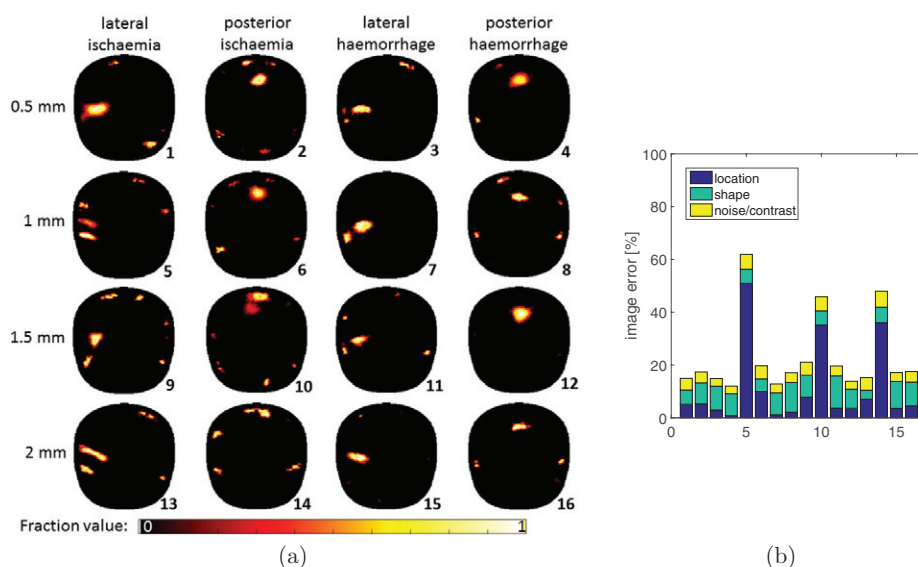 lateral ischaemia
posterior ischaemia
lateral haemorrhage
posterior haemorrhage
0.5 mm
1
2
3
4
1 mm
5
6
7
8
1.5 mm
9
10
11
12
2 mm
13
14
15
16
Fraction value: 0 1
(a)
100
80
60
40
20
0
image error [%]
location
shape
noise/contrast
0 5 10 15
(b)